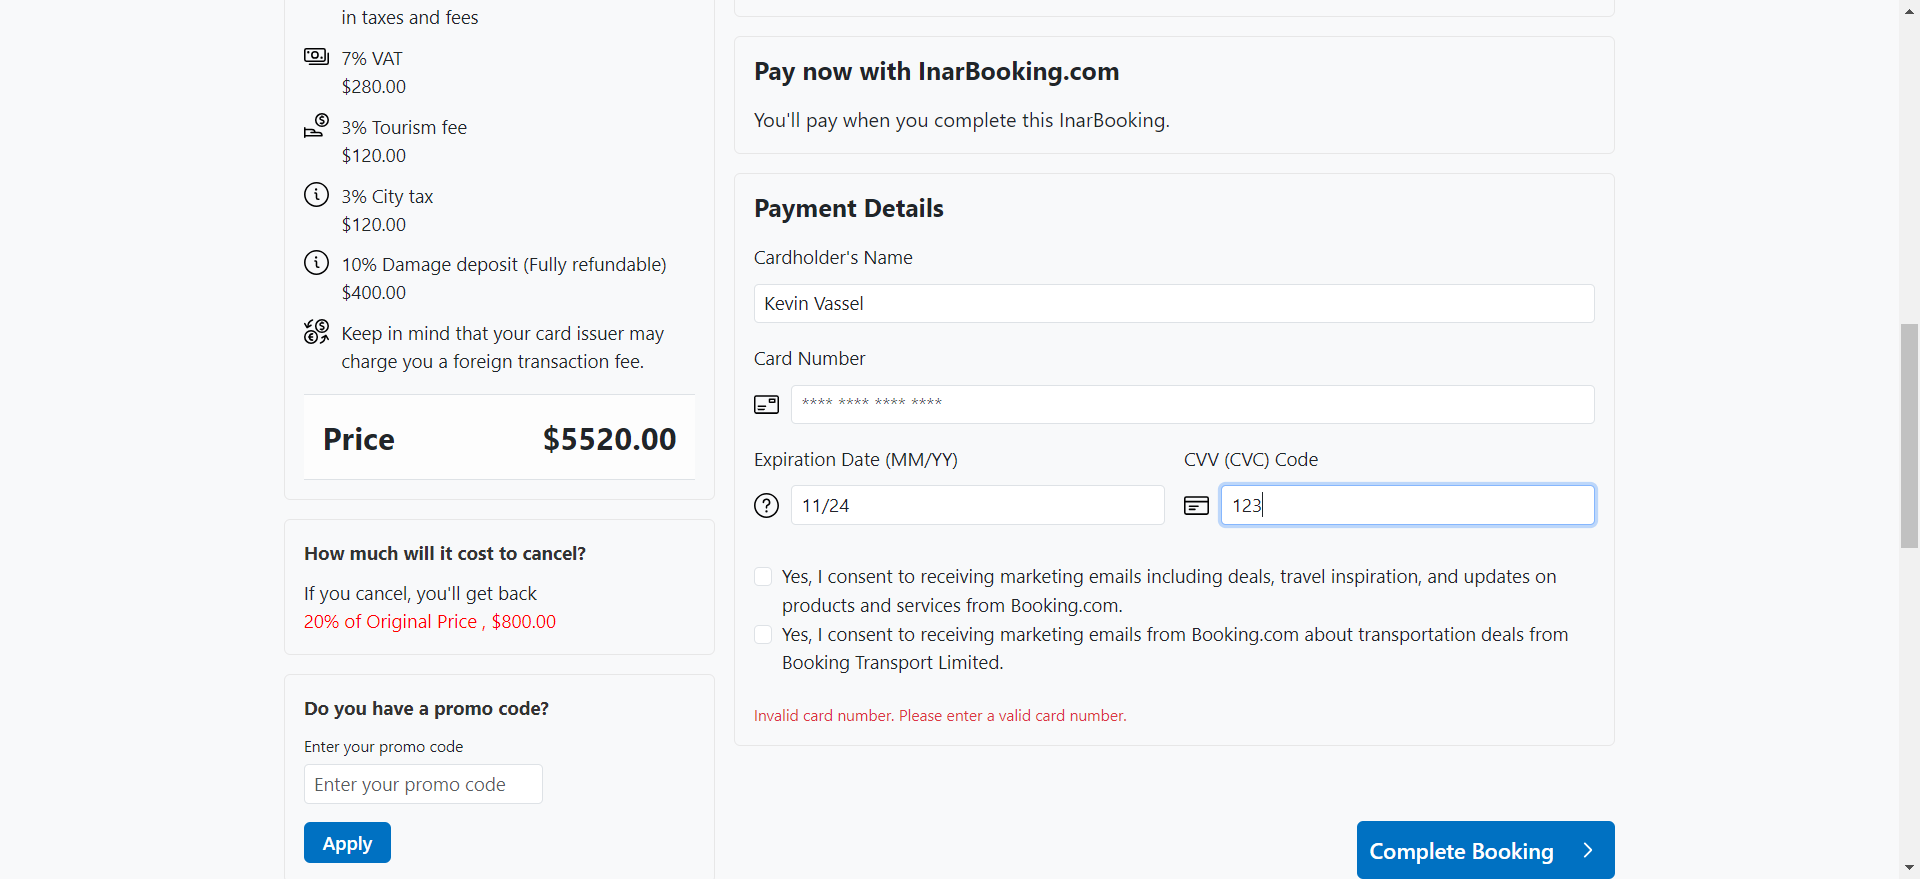 in taxes and fees
7% VAT
$280.00
3% Tourism fee
$120.00
3% City tax
$120.00
10% Damage deposit (Fully refundable)
$400.00
Keep in mind that your card issuer may
charge you a foreign transaction fee.
Price $5520.00
How much will it cost to cancel?
If you cancel, you'll get back
20% of Original Price , $800.00
Do you have a promo code?
Enter your promo code
Enter your promo code
Apply
Pay now with InarBooking.com
You'll pay when you complete this InarBooking.
Payment Details
Cardholder's Name
Kevin Vassel
Card Number
**** **** **** ****
Expiration Date (MM/YY) CVV (CVC) Code
11/24 123
Yes, I consent to receiving marketing emails including deals, travel inspiration, and updates on
products and services from Booking.com.
Yes, I consent to receiving marketing emails from Booking.com about transportation deals from
Booking Transport Limited.
Invalid card number. Please enter a valid card number.
Complete Booking